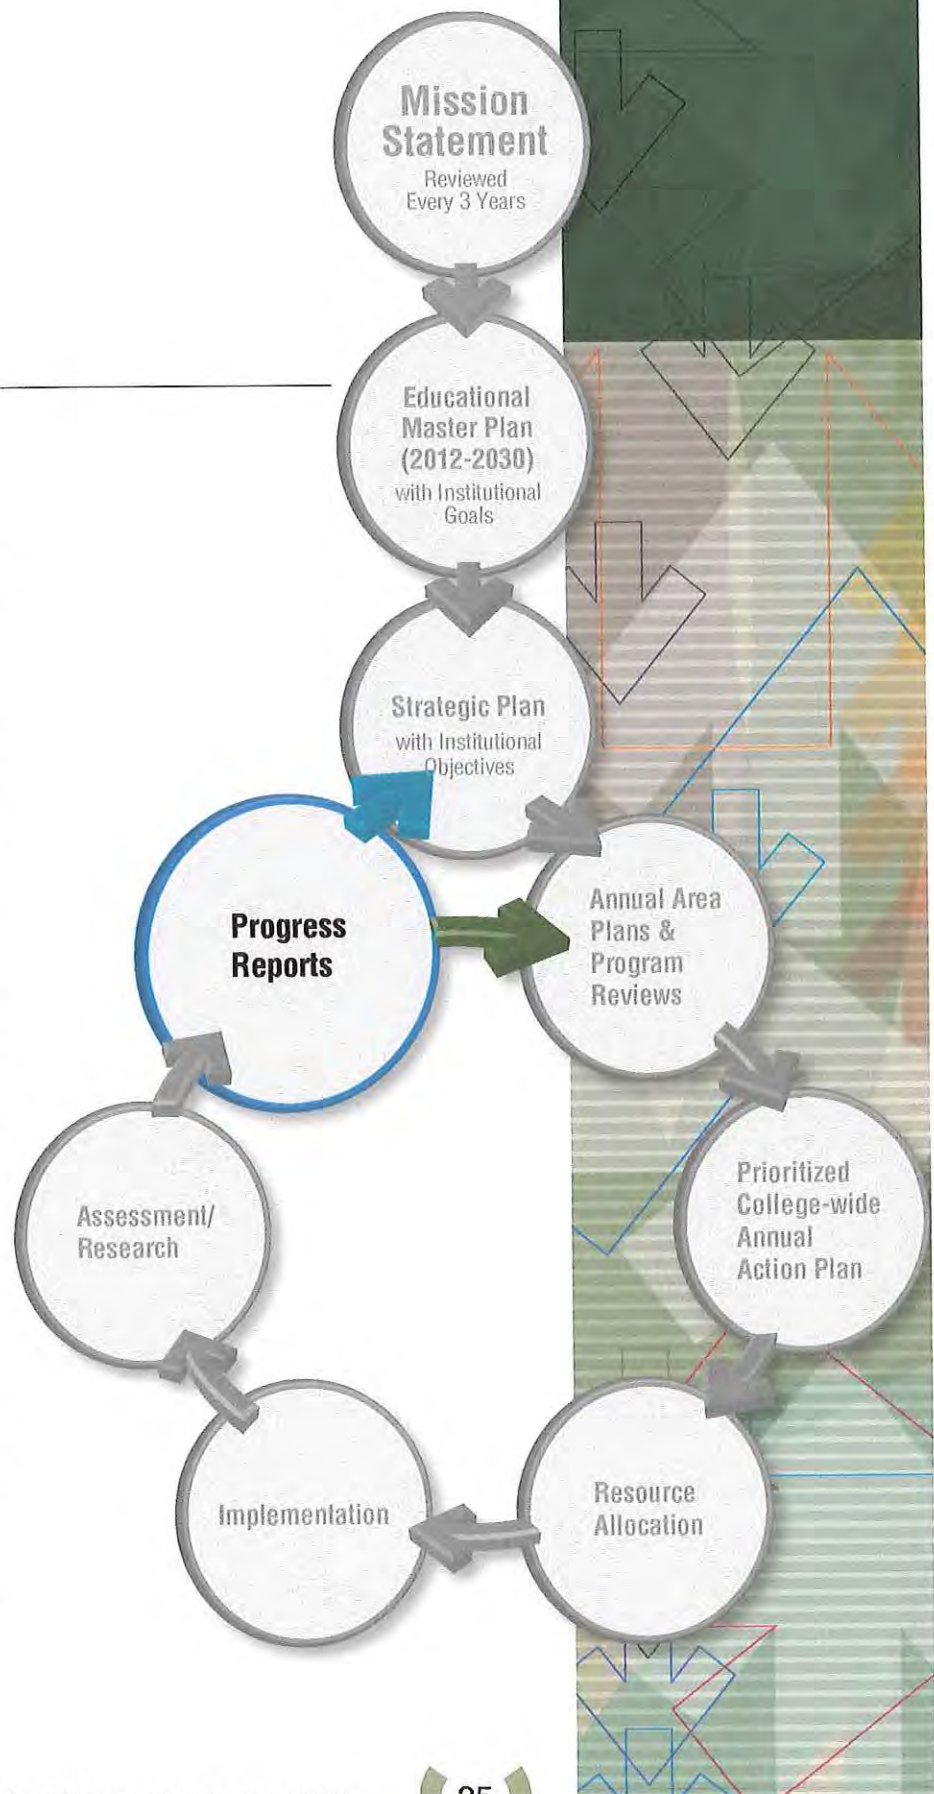 Mission
Statement
Reviewed
Every 3 Years
Educational
Master Plan
(2012-2030)
with Institutional
Goals
Strategic Plan
with Institutional
Objectives
Progress
Reports
Annual Area
Plans &
Program
Reviews
Prioritized
College-wide
Annual
Action Plan
Assessment/
Research
Resource
Allocation
Implementation